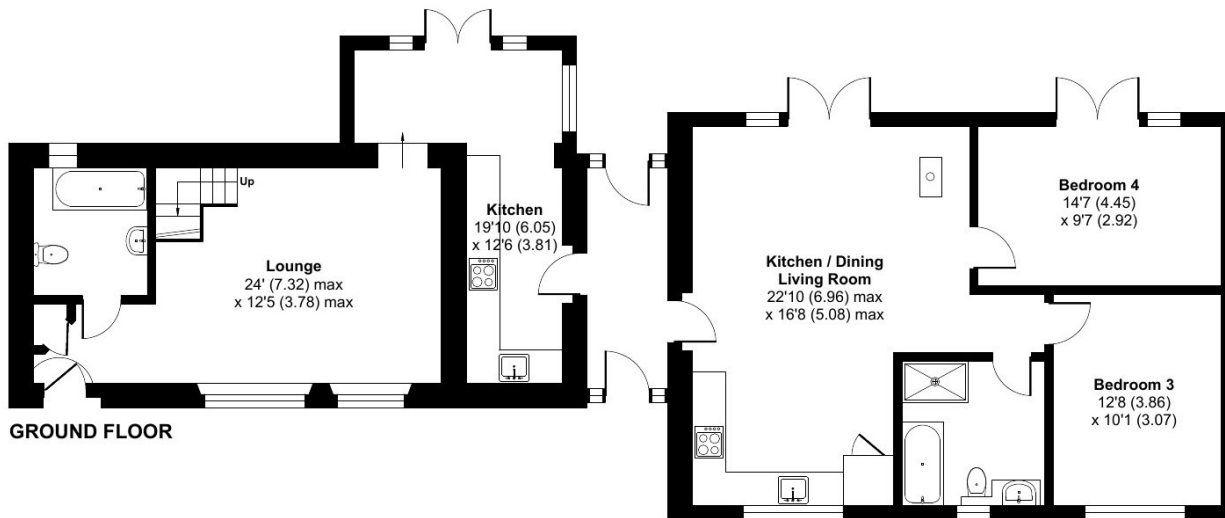 Up
Kitchen
19'10 (6.05)
x 12'6 (3.81)
Lounge
24' (7.32) max
x 12'5 (3.78) max
Kitchen / Dining
Living Room
22'10 (6.96) max
x 16'8 (5.08) max
Bedroom 4
14'7 (4.45)
x 9'7 (2.92)
Bedroom 3
12'8 (3.86)
x 10'1 (3.07)
GROUND FLOOR